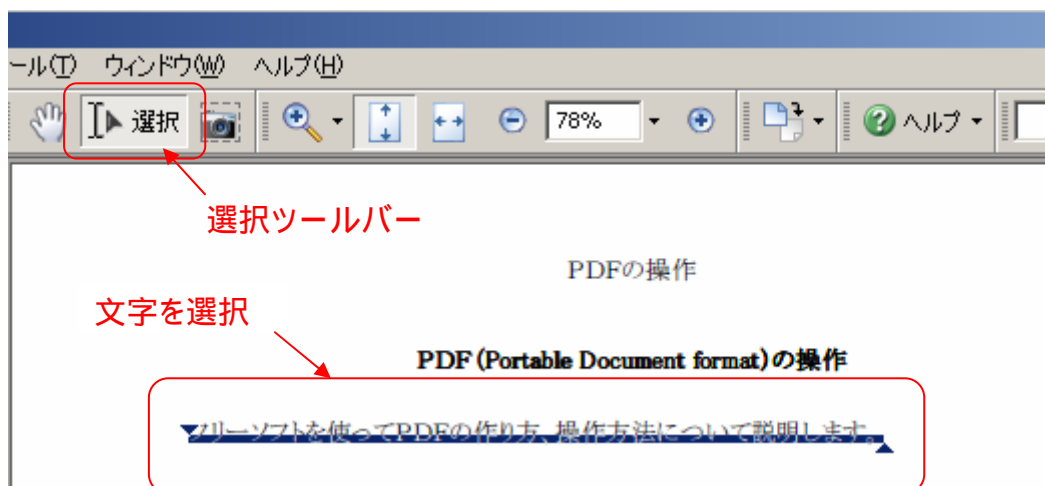 ール(T) ウィンドウ(W) ヘルプ(H)
選択 78% ヘルプ
選択ツールバー
PDFの操作
文字を選択
PDF(Portable Document format)の操作
フリーソフトを使ってPDFの作り方、操作方法について説明します。